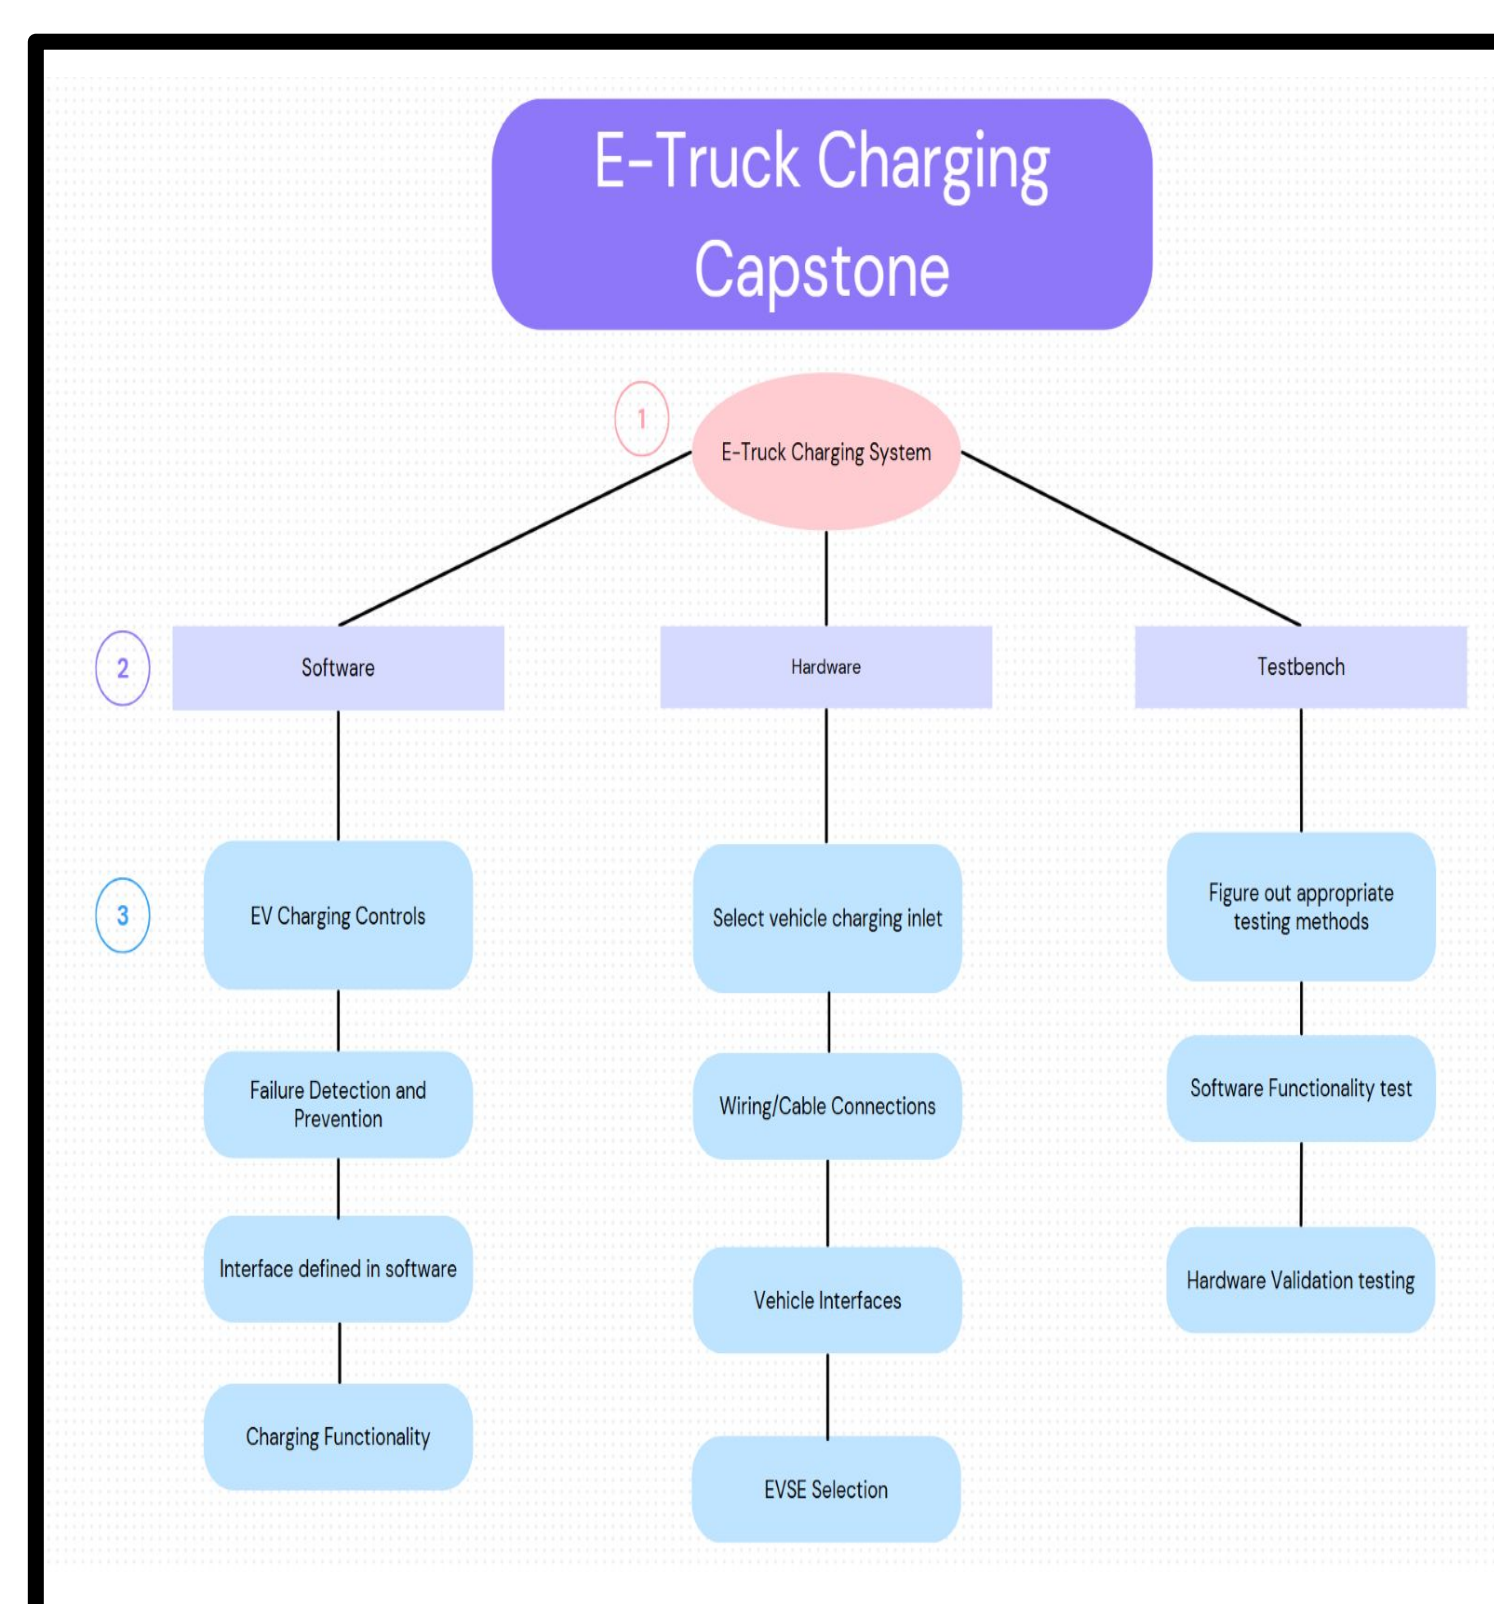 E-Truck Charging
Capstone
1
E-Truck Charging System
2
Software
Hardware
Testbench
3
EV Charging Controls
Select vehicle charging inlet
Figure out appropriate
testing methods
Failure Detection and
Prevention
Wiring/Cable Connections
Software Functionality test
Interface defined in software
Vehicle Interfaces
Hardware Validation testing
Charging Functionality
EVSE Selection